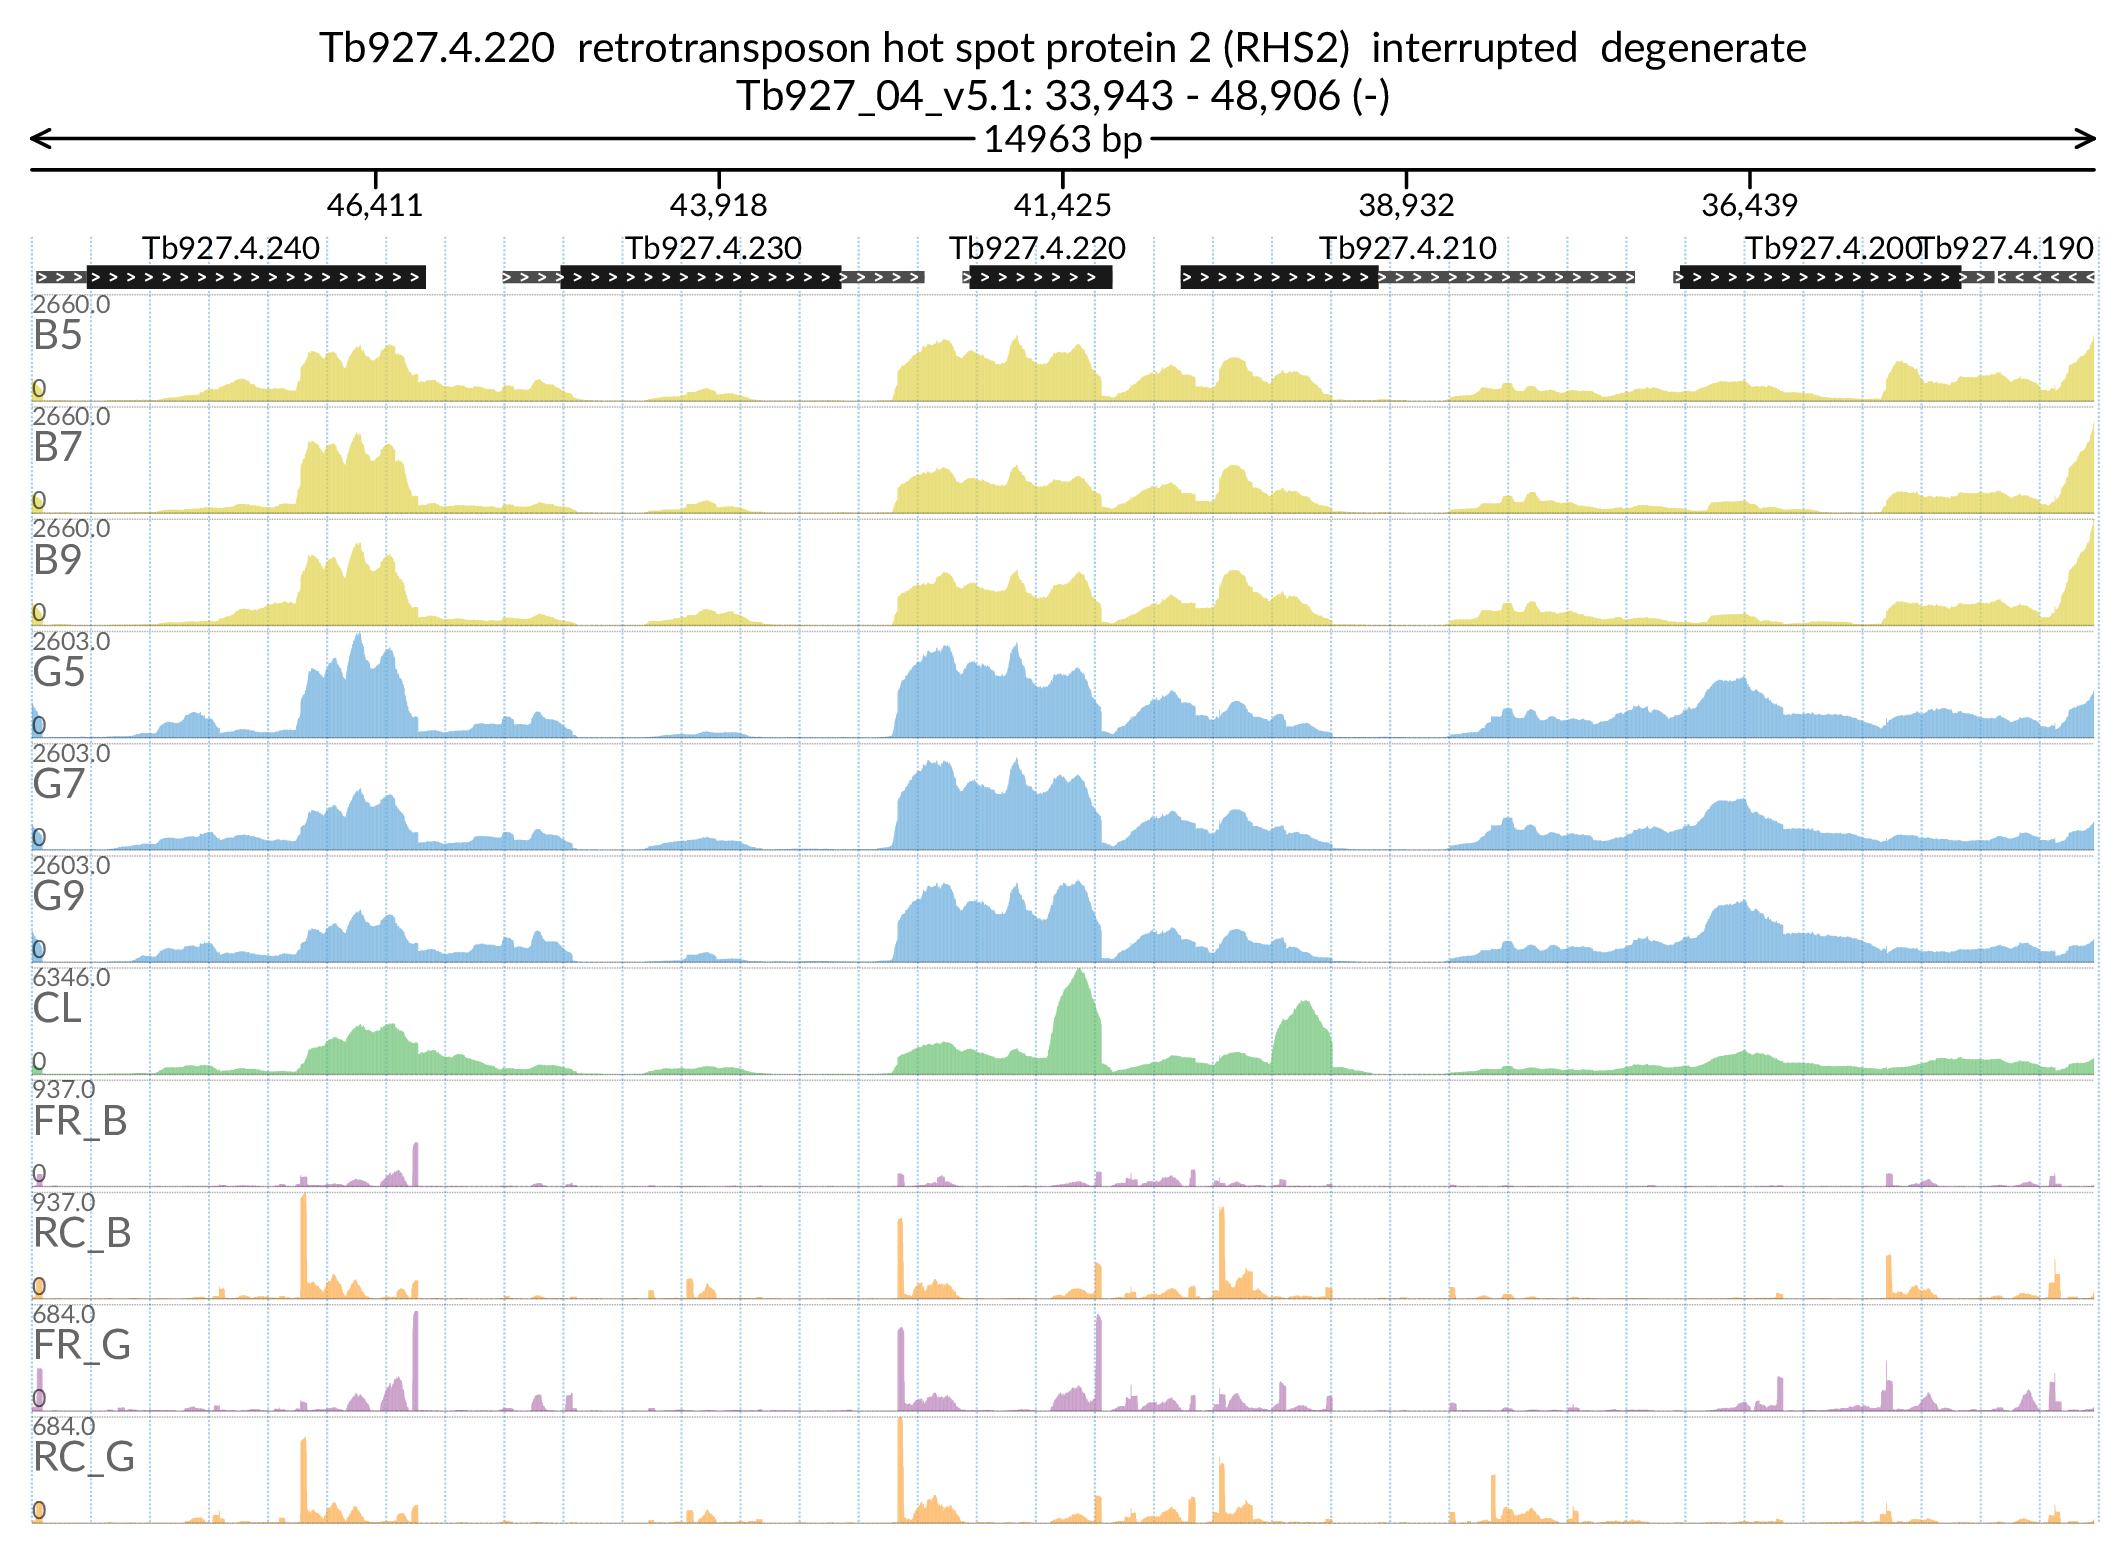 Tb927.4.220  retrotransposon hot spot protein 2 (RHS2)  interrupted  degenerate
Tb927_04_v5.1: 33,943 - 48,906 (-)
14963 bp
46,411 43,918 41,425 38,932 36,439
Tb927.4.240 Tb927.4.230 Tb927.4.220 Tb927.4.210 Tb927.4.200 Tb927.4.190
2660.0
B5
0
2660.0
B7
0
2660.0
B9
0
2603.0
G5
0
2603.0
G7
0
2603.0
G9
0
6346.0
CL
0
937.0
FR_B
0
937.0
RC_B
0
684.0
FR_G
0
684.0
RC_G
0